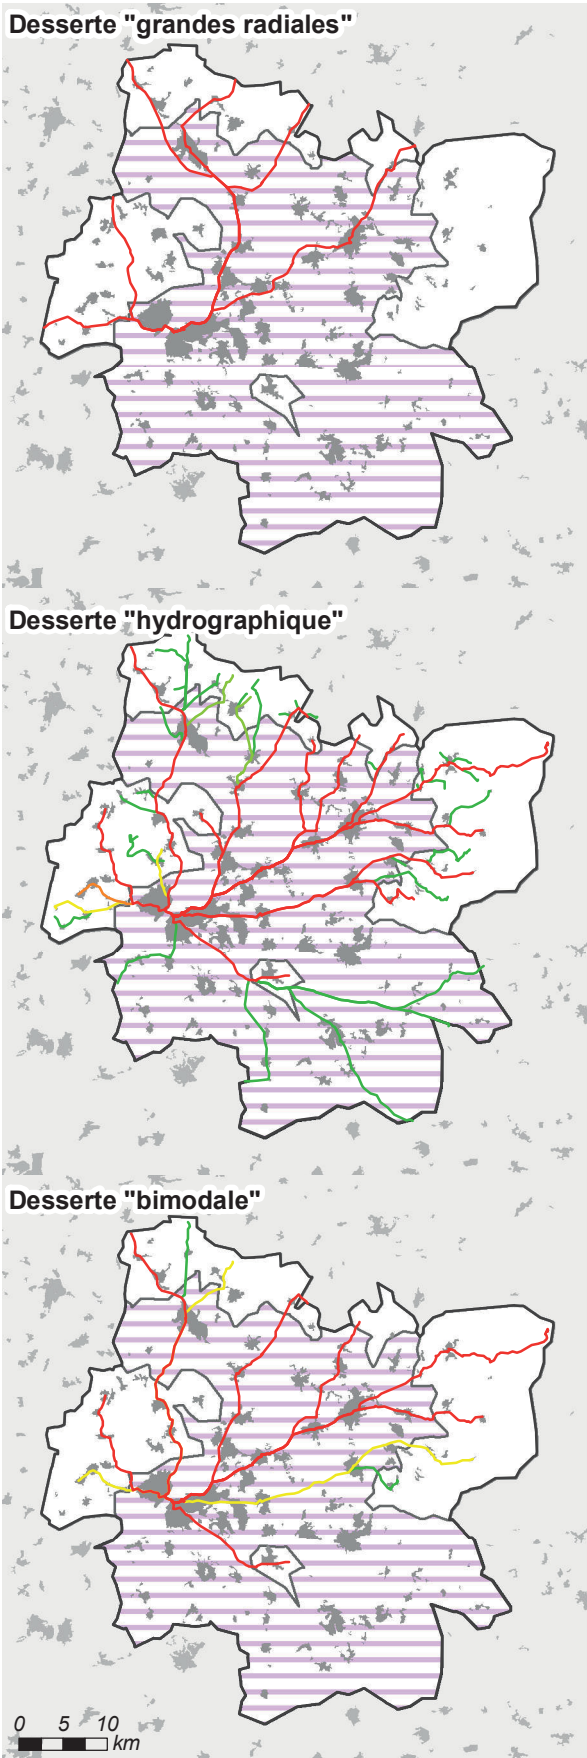 Desserte "grandes radiales"
Desserte "hydrographique"
Desserte "bimodale"
0 5 10
km